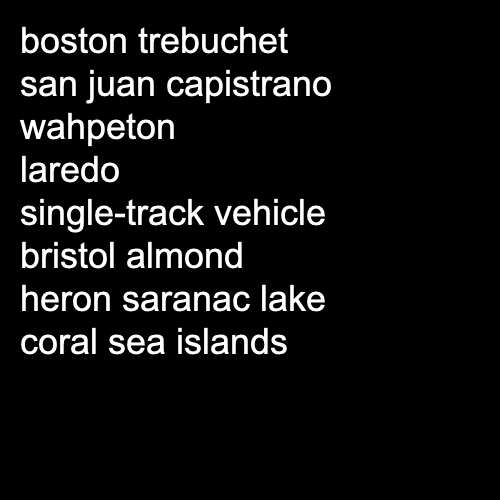 boston trebuchet
san juan capistrano
wahpeton
laredo
single-track vehicle
bristol almond
heron saranac lake
coral sea islands